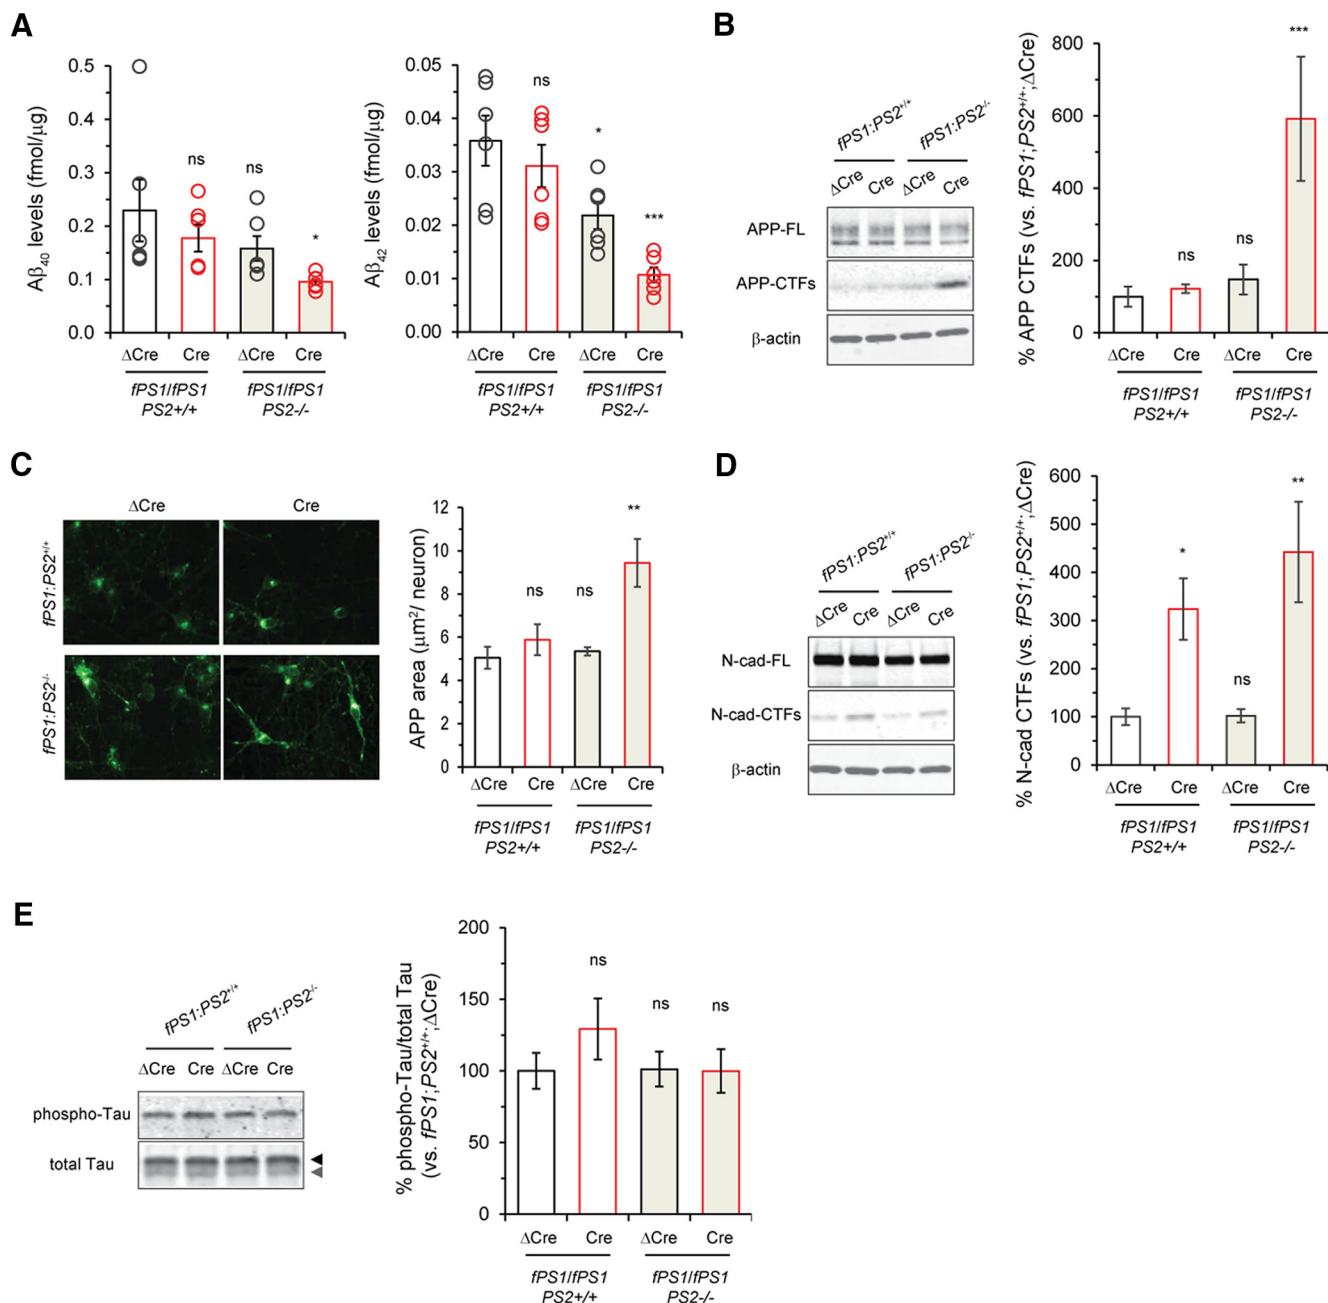 A
Aβ40 levels (fmol/μg)
0.5
0.4
0.3
0.2
0.1
0.0
ns
ns
*
ΔCre Cre ΔCre Cre
fPS1/fPS1 fPS1/fPS1
PS2+/+ PS2-/-
Aβ42 levels (fmol/μg)
0.05
0.04
0.03
0.02
0.01
0.00
ns
*
***
ΔCre Cre ΔCre Cre
fPS1/fPS1 fPS1/fPS1
PS2+/+ PS2-/-
B
fPS1:PS2+/+ fPS1:PS2-/-
ΔCre Cre ΔCre Cre
APP-FL
APP-CTFs
β-actin
% APP CTFs (vs. fPS1;PS2+/+;ΔCre)
800
600
400
200
0
ns
ns
***
ΔCre Cre ΔCre Cre
fPS1/fPS1 fPS1/fPS1
PS2+/+ PS2-/-
C
ΔCre Cre
fPS1:PS2+/+
fPS1:PS2-/-
APP area (μm2/ neuron)
12
10
8
6
4
2
0
ns
ns
**
ΔCre Cre ΔCre Cre
fPS1/fPS1 fPS1/fPS1
PS2+/+ PS2-/-
D
fPS1:PS2+/+ fPS1:PS2-/-
ΔCre Cre ΔCre Cre
N-cad-FL
N-cad-CTFs
β-actin
% N-cad CTFs (vs. fPS1;PS2+/+;ΔCre)
600
500
400
300
200
100
0
*
ns
**
ΔCre Cre ΔCre Cre
fPS1/fPS1 fPS1/fPS1
PS2+/+ PS2-/-
E
fPS1:PS2+/+ fPS1:PS2-/-
ΔCre Cre ΔCre Cre
phospho-Tau
total Tau
% phospho-Tau/total Tau
(vs. fPS1;PS2+/+;ΔCre)
200
150
100
50
0
ns
ns
ns
ΔCre Cre ΔCre Cre
fPS1/fPS1 fPS1/fPS1
PS2+/+ PS2-/-